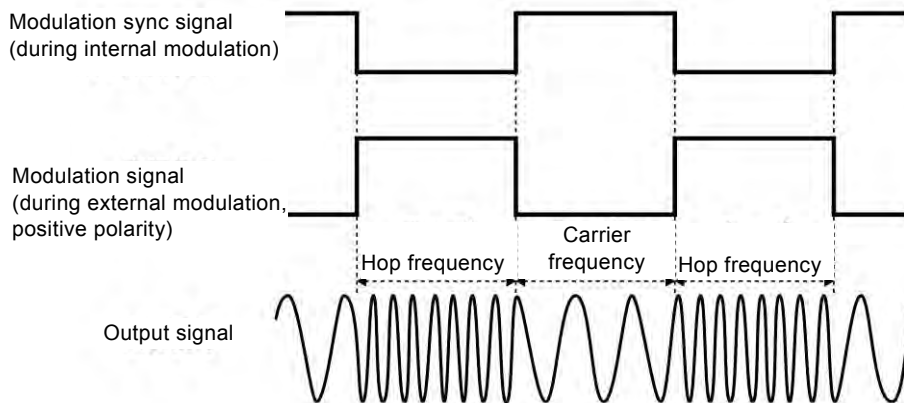 Modulation sync signal
(during internal modulation)
Modulation signal
(during external modulation,
positive polarity)
Carrier
frequency
Hop frequency
Hop frequency
Output signal